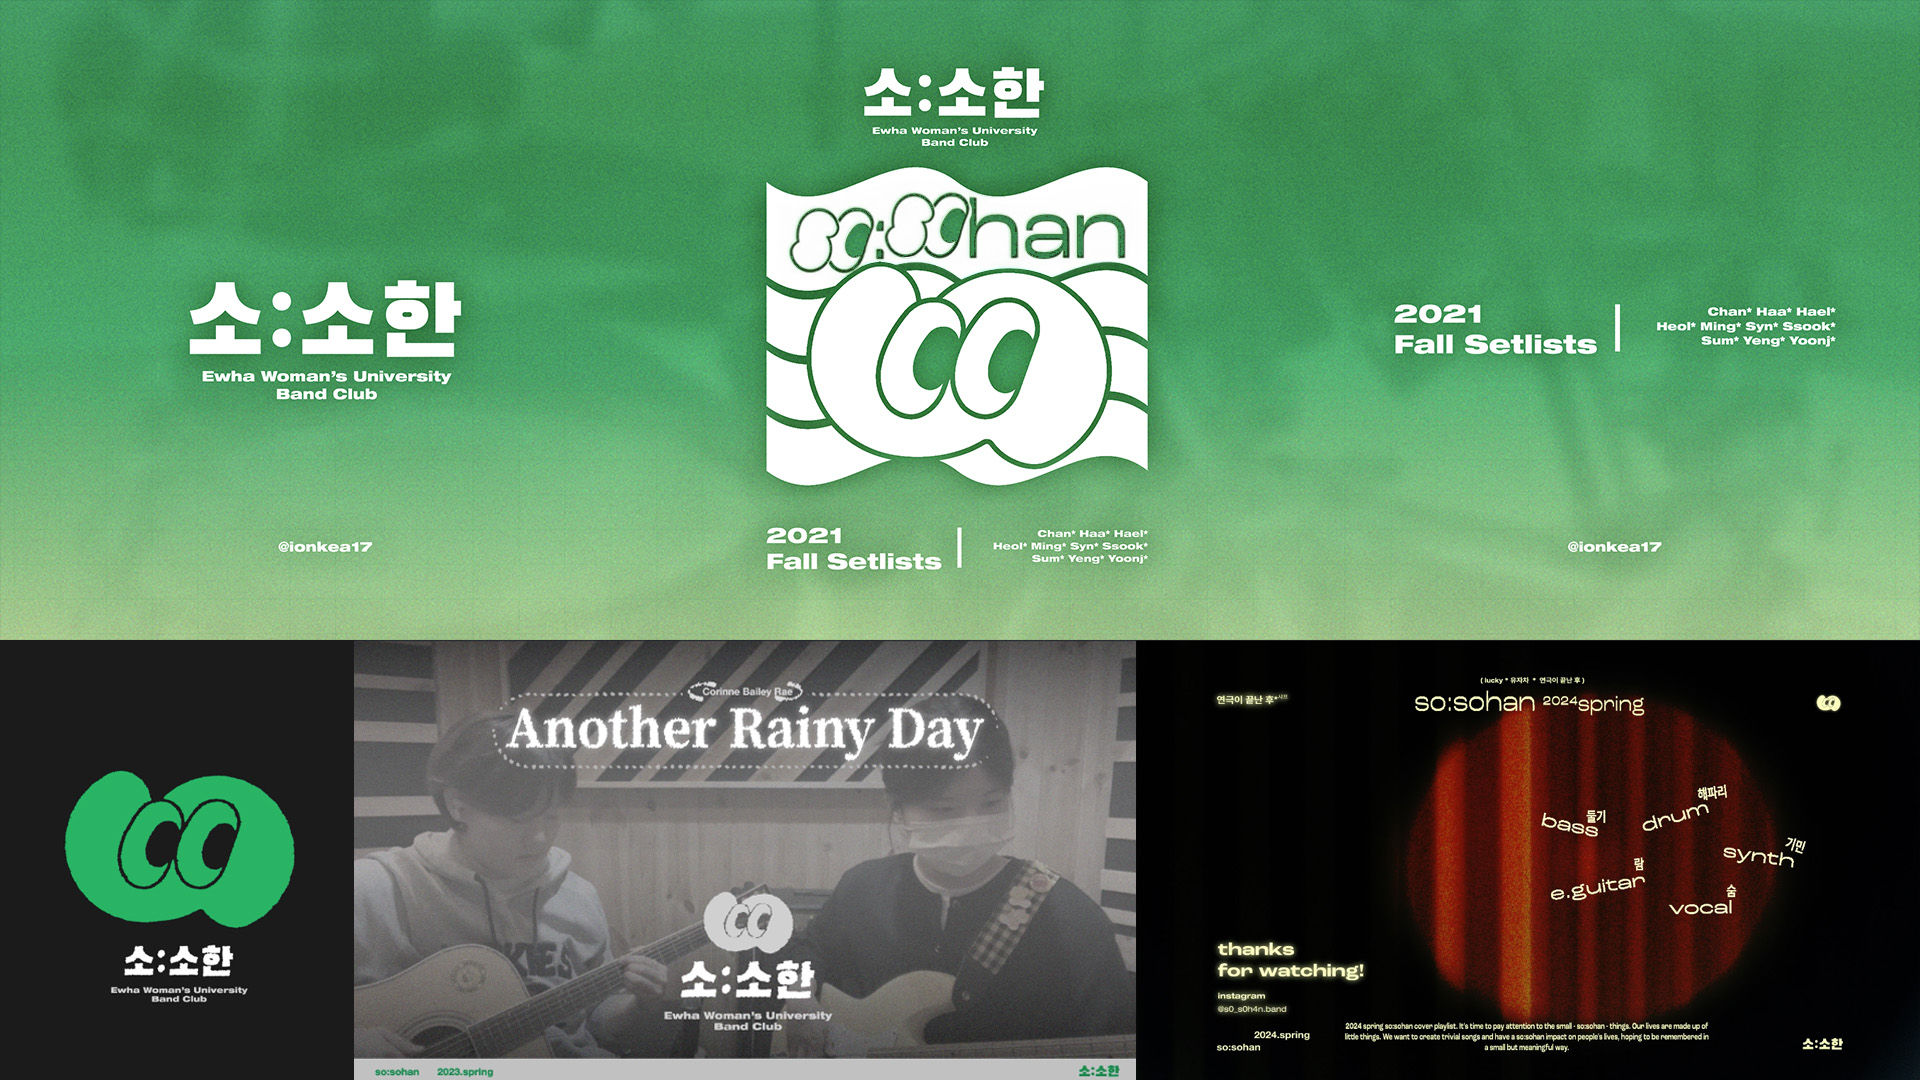 소:소한
Ewha Woman's University
Band Club
@ionkea17
소:소한
Ewha Woman's University
Band Club
so:sohan
2021
Fall Setlists
Chan* Haa* Hael*
Heol* Ming* Syn* Ssook*
Sum* Yeng* Yoonj*
2021
Fall Setlists
Chan* Haa* Hael*
Heol* Ming* Syn* Ssook*
Sum* Yeng* Yoonj*
@ionkea17
소:소한
Ewha Woman's University
Band Club
Corinne Bailey Rae
Another Rainy Day
소:소한
Ewha Woman's University
Band Club
so:sohan
2023.spring
소:소한
연극이 끝난 후*샤프
( lucky * 유자차 * 연극이 끝난 후 )
so:sohan 2024spring
bass 둘기
drum 해파리
synth 기민
e.guitar 람
vocal 숨
thanks
for watching!
instagram
@s0_s0h4n.band
2024.spring
so:sohan
2024 spring so:sohan cover playlist. It's time to pay attention to the small - so:sohan - things. Our lives are made up of
little things. We want to create trivial songs and have a so:sohan impact on people's lives, hoping to be remembered in
a small but meaningful way.
소:소한